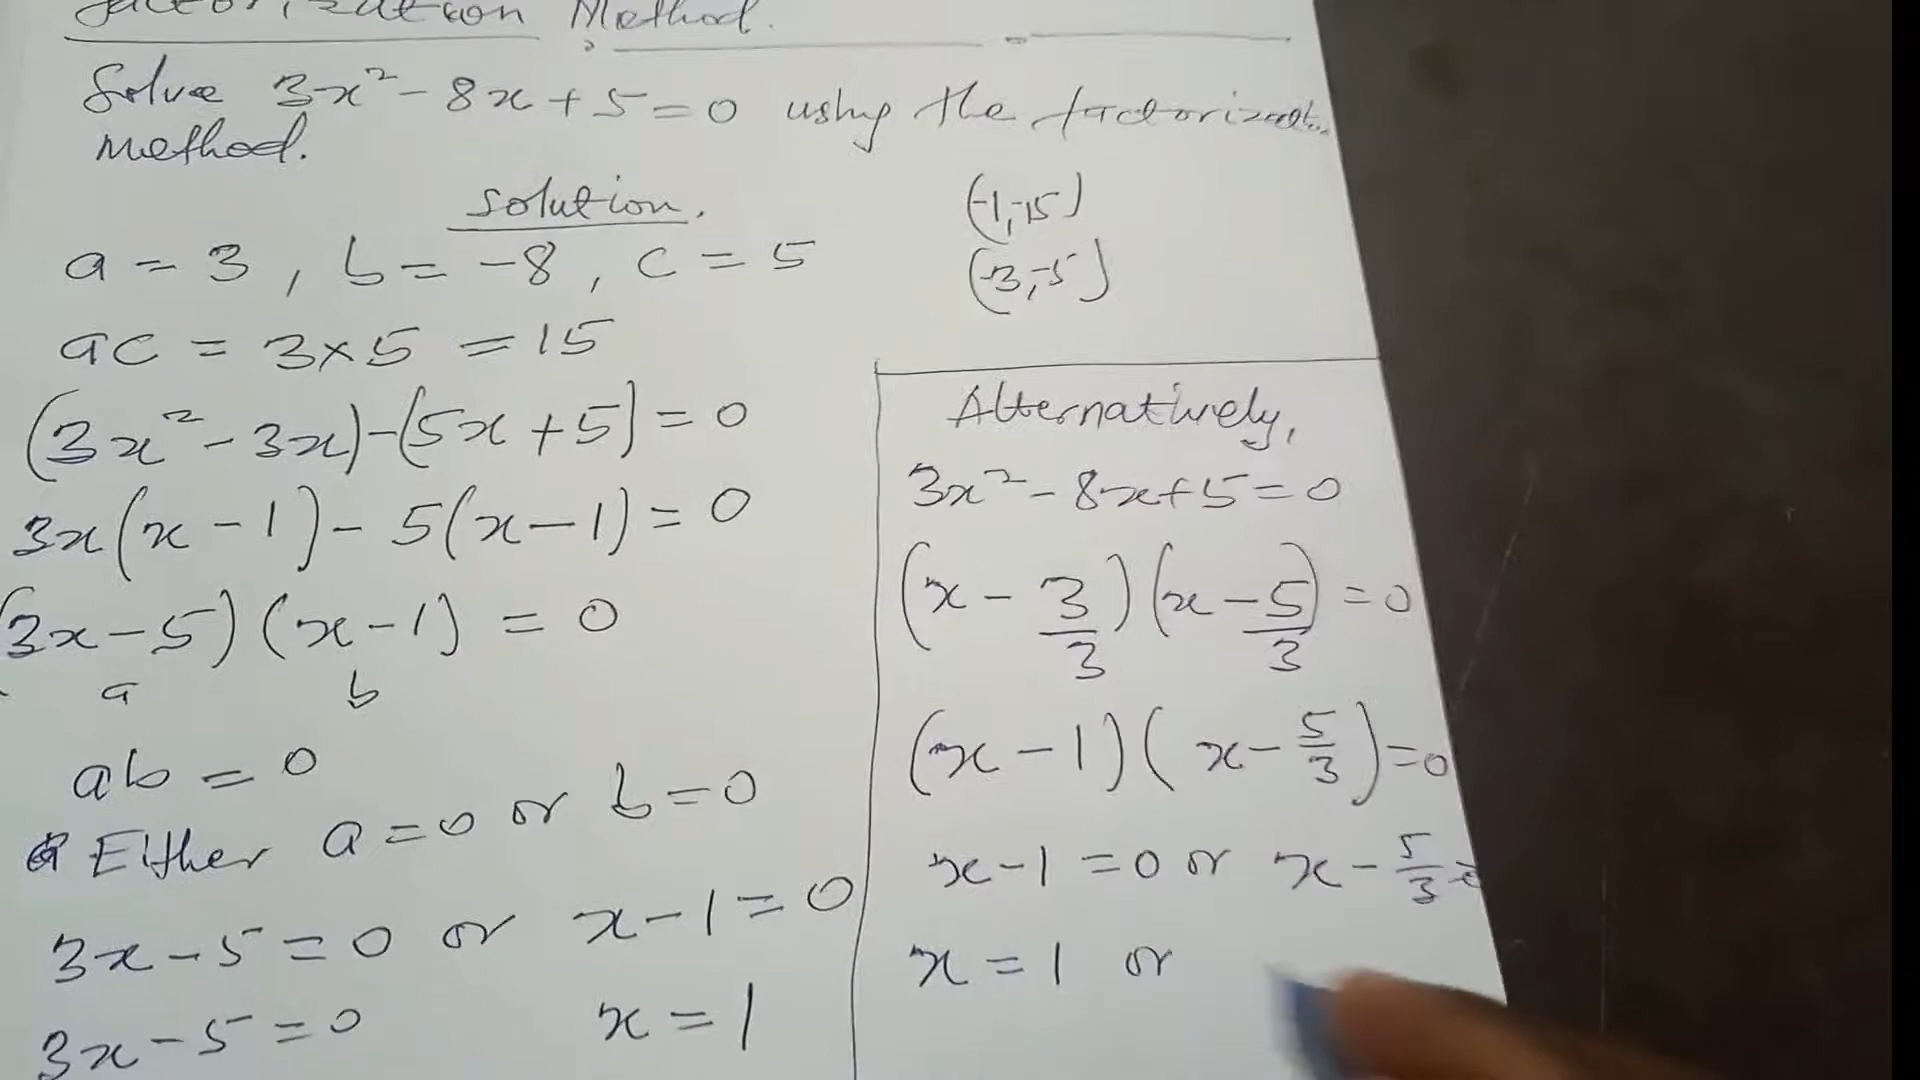 factorization Method.
Solve 3x² - 8x + 5 = 0 using the factorizat..
method.
solution.
a = 3 , b = -8 , c = 5
ac = 3×5 = 15
(3x² - 3x) - (5x + 5) = 0
3x(x - 1) - 5(x - 1) = 0
(3x - 5) (x - 1) = 0
a b
ab = 0
Either a = 0 or b = 0
3x - 5 = 0 or x - 1 = 0
3x - 5 = 0 x = 1
(-1,-15)
(-3,-5)
Alternatively,
3x² - 8x + 5 = 0
(x - 3/3) (x - 5/3) = 0
(x - 1) (x - 5/3) = 0
x - 1 = 0 or x - 5/3 =
x = 1 or